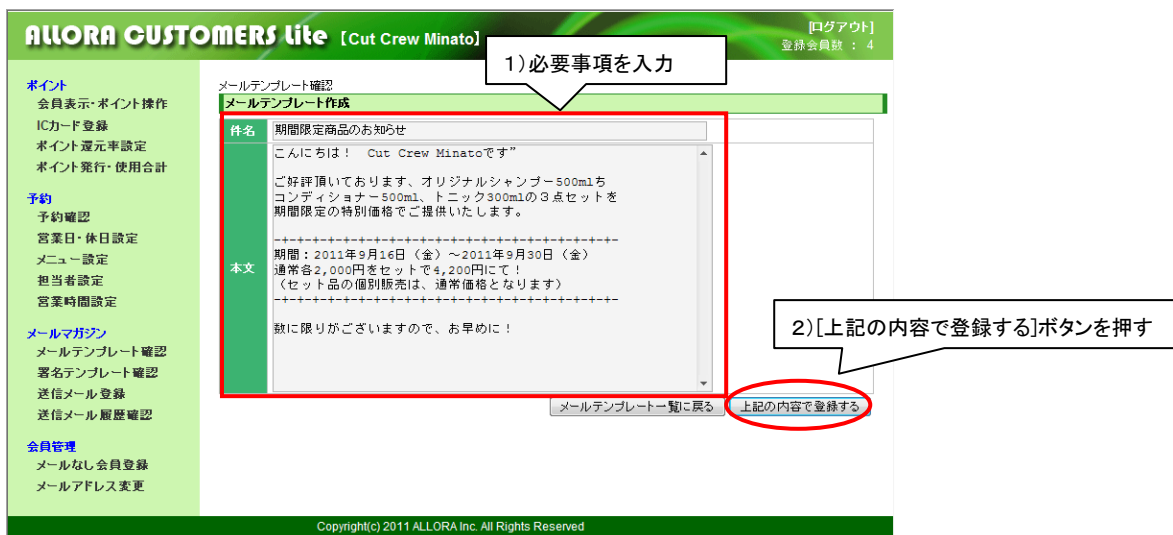 ALLORA CUSTOMERS Lite【Cut Crew Minato】
[ログアウト]
登録会員数 : 4
1)必要事項を入力
ポイント
会員表示・ポイント操作
ICカード登録
ポイント還元率設定
ポイント発行・使用合計
予約
予約確認
営業日・休日設定
メニュー設定
担当者設定
営業時間設定
メールマガジン
メールテンプレート確認
署名テンプレート確認
送信メール登録
送信メール履歴確認
会員管理
メールなし会員登録
メールアドレス変更
メールテンプレート確認
メールテンプレート作成
件名 期間限定商品のお知らせ
本文
こんにちは! Cut Crew Minatoです”
ご好評頂いております、オリジナルシャンプー500mlち
コンディショナー500ml、トニック300mlの3点セットを
期間限定の特別価格でご提供いたします。
-+-+-+-+-+-+-+-+-+-+-+-+-+-+-+-+-+-+-
期間:2011年9月16日(金)~2011年9月30日(金)
通常各2,000円をセットで4,200円にて!
(セット品の個別販売は、通常価格となります)
-+-+-+-+-+-+-+-+-+-+-+-+-+-+-+-+-+-+-
数に限りがございますので、お早めに!
2)[上記の内容で登録する]ボタンを押す
メールテンプレート一覧に戻る 上記の内容で登録する
Copyright(c) 2011 ALLORA Inc. All Rights Reserved